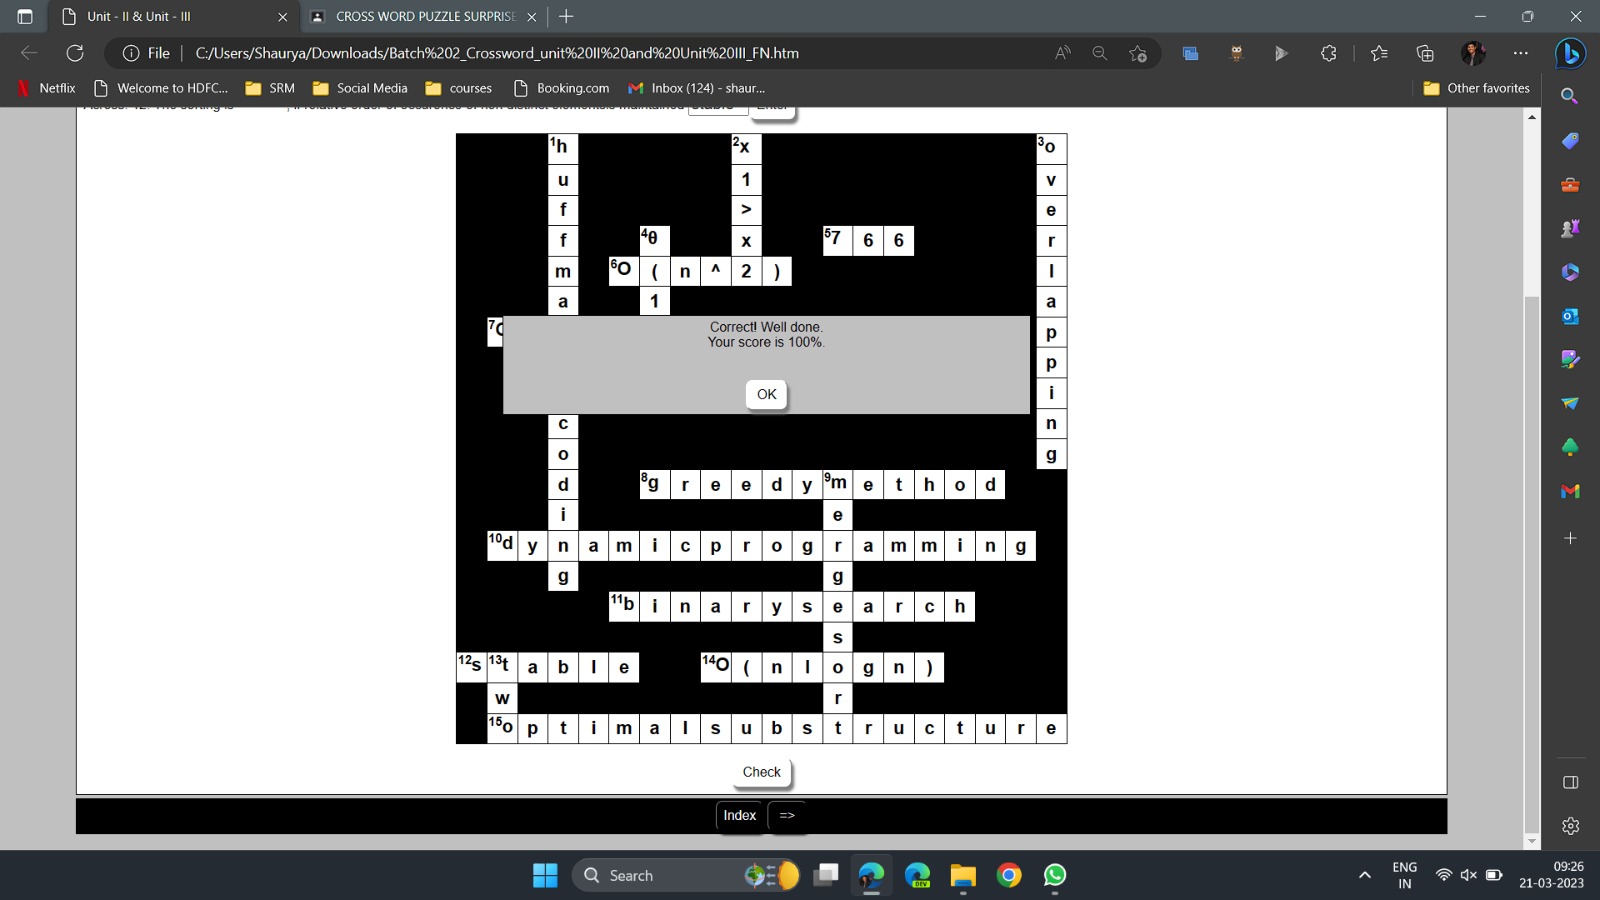 Unit - II & Unit - III
CROSS WORD PUZZLE SURPRISE
File
C:/Users/Shaurya/Downloads/Batch%202_Crossword_unit%20II%20and%20Unit%20III_FN.htm
Netflix
Welcome to HDFC...
SRM
Social Media
courses
Booking.com
Inbox (124) - shaur...
Other favorites
1h 2x 3o
u 1 v
f > e
f 4θ x 57 6 6 r
m 6O ( n ^ 2 ) l
a 1 a
7
Correct! Well done.
Your score is 100%.
OK
p
p
i
c n
o g
d 8g r e e d y 9m e t h o d
i e
10d y n a m i c p r o g r a m m i n g
g g
11b i n a r y s e a r c h
s
12s 13t a b l e 14O ( n l o g n )
w r
15o p t i m a l s u b s t r u c t u r e
Check
Index =>
Search
DEV
ENG
IN
09:26
21-03-2023